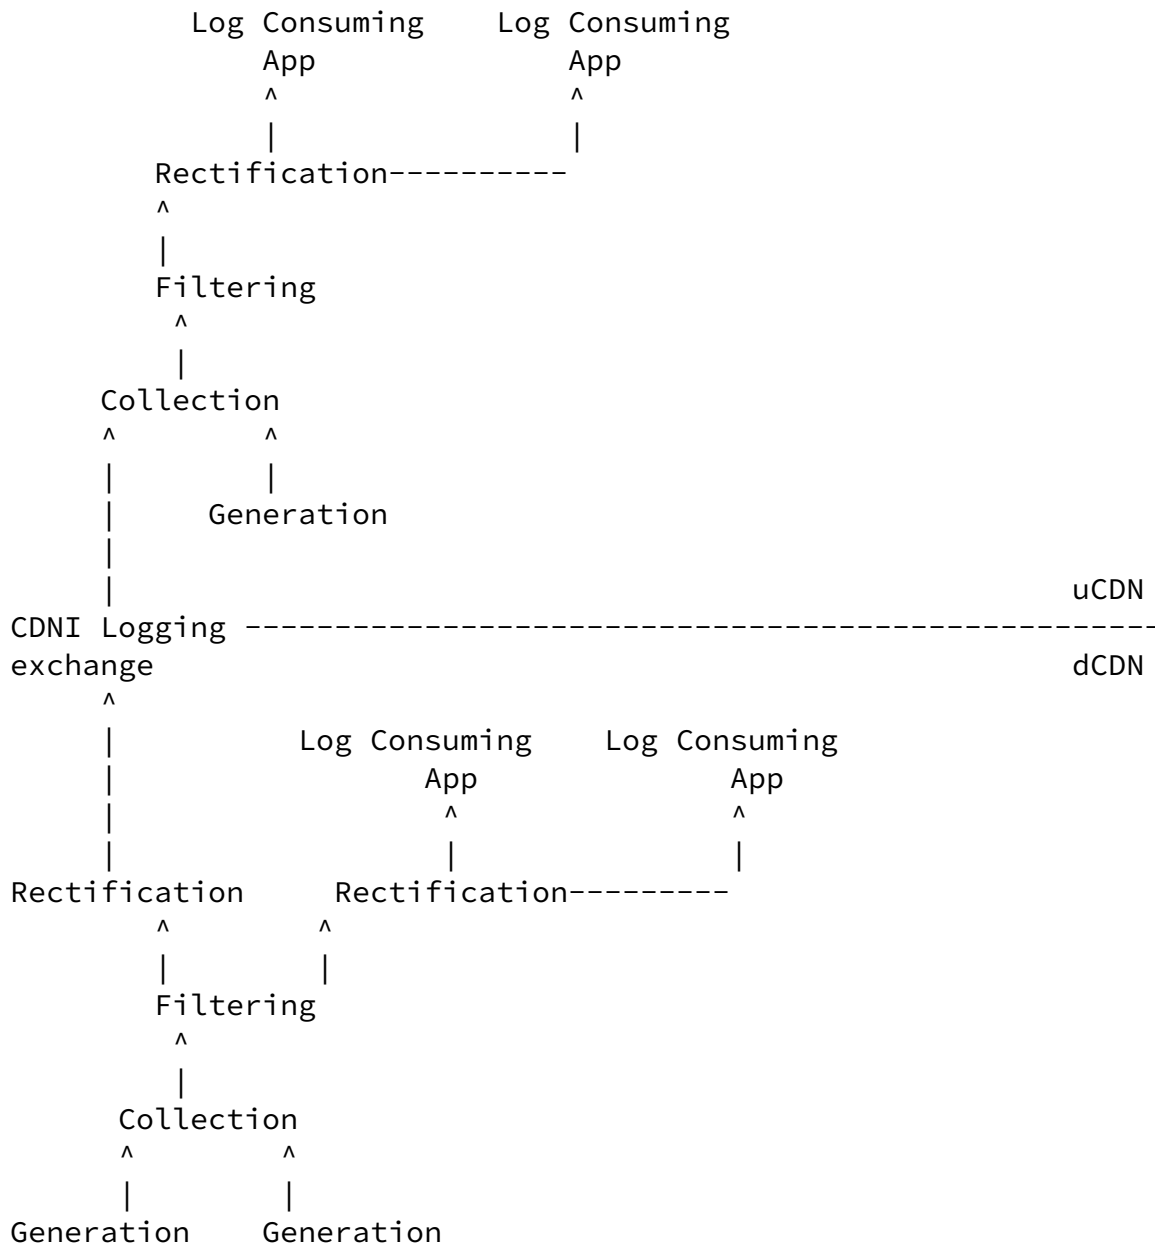 Log Consuming    Log Consuming
App              App
^                ^
|                |
Rectification----------
^
|
Filtering
^
|
Collection
^        ^
|        |
|     Generation
|
|                                                     uCDN
CDNI Logging ---------------------------------------------------
exchange                                              dCDN
^
|          Log Consuming    Log Consuming
|                 App             App
|                  ^               ^
|                  |               |
Rectification     Rectification---------
^        ^
|        |
Filtering
^
|
Collection
^        ^
|        |
Generation    Generation